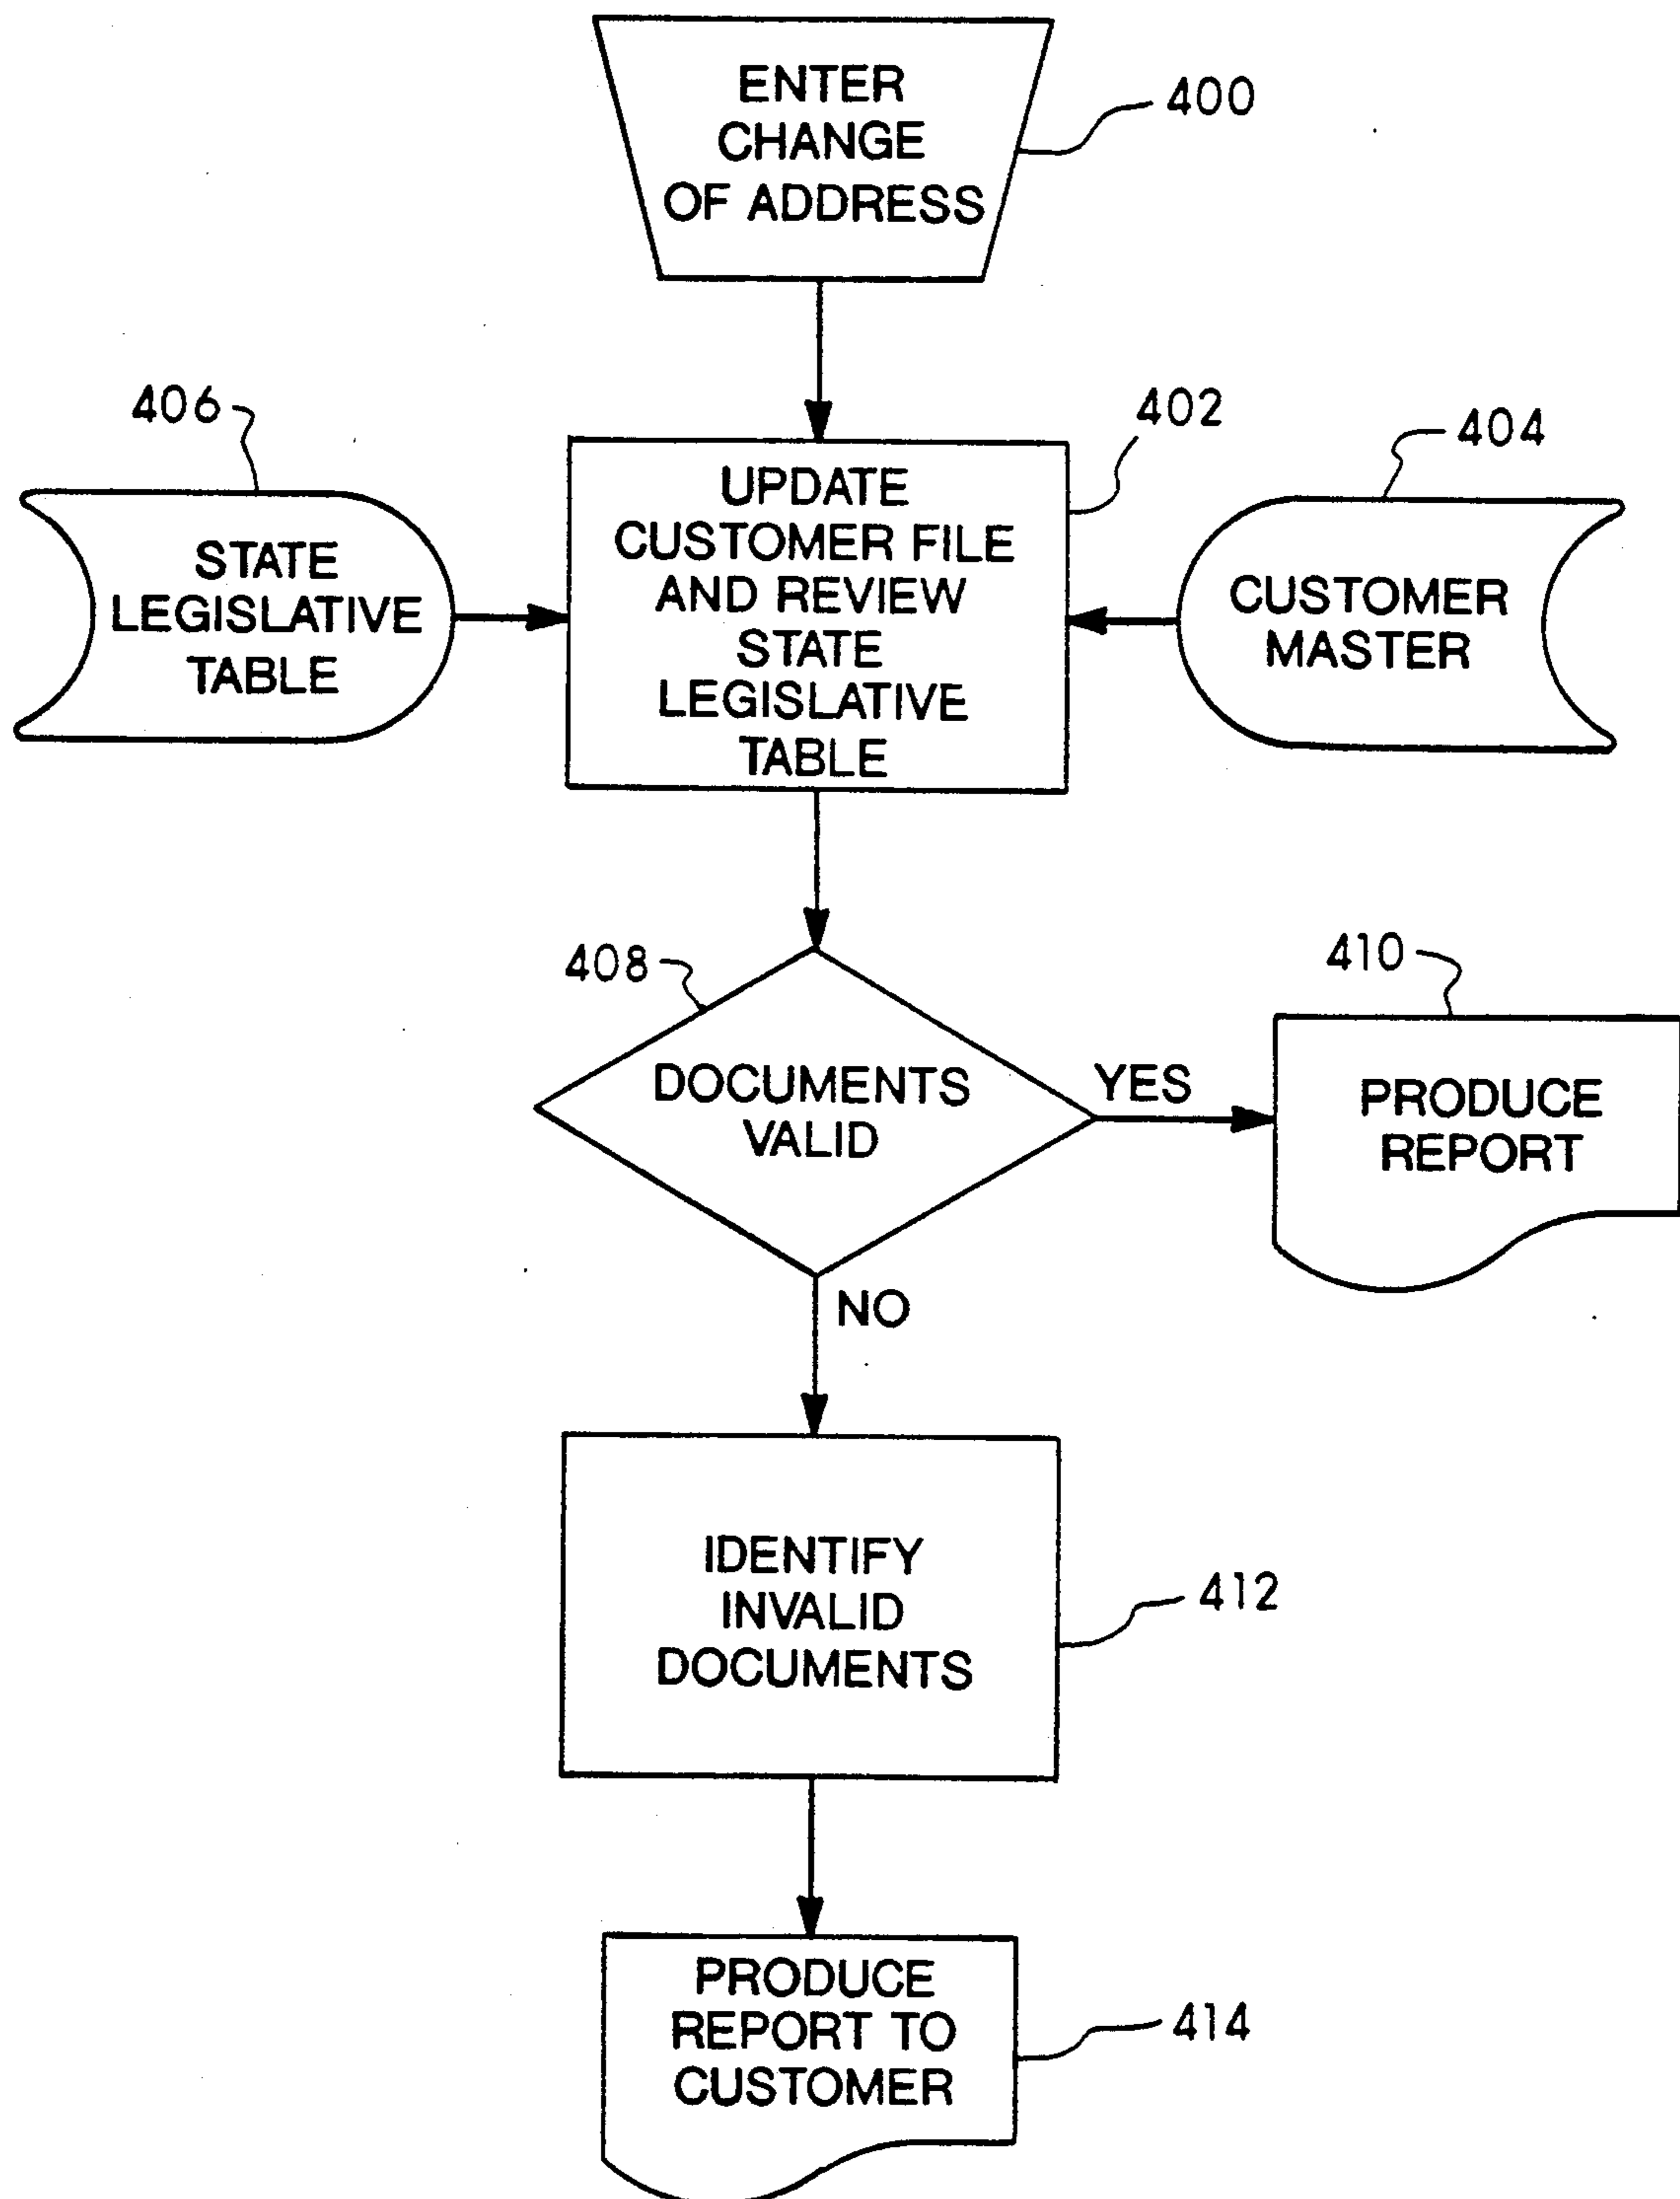 ENTER
CHANGE
OF ADDRESS
400
406
402
404
STATE
LEGISLATIVE
TABLE
UPDATE
CUSTOMER FILE
AND REVIEW
STATE
LEGISLATIVE
TABLE
CUSTOMER
MASTER
408
410
DOCUMENTS
VALID
YES
PRODUCE
REPORT
NO
IDENTIFY
INVALID
DOCUMENTS
412
PRODUCE
REPORT TO
CUSTOMER
414